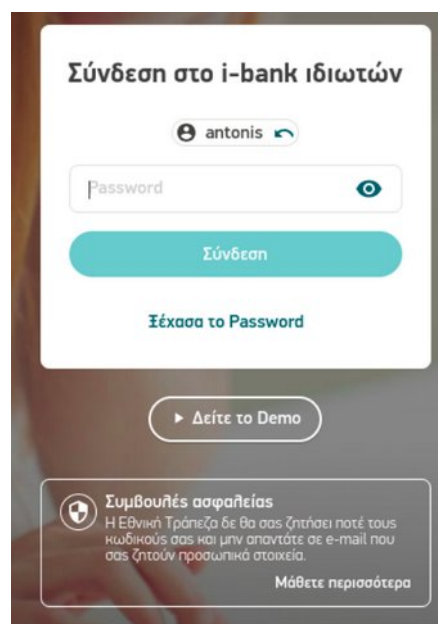 Σύνδεση στο i-bank ιδιωτών
antonis
Password
Σύνδεση
Ξέχασα το Password
Δείτε το Demo
Συμβουλές ασφαλείας
Η Εθνική Τράπεζα δε θα σας ζητήσει ποτέ τους
κωδικούς σας και μην απαντάτε σε e-mail που
σας ζητούν προσωπικά στοιχεία.
Μάθετε περισσότερα